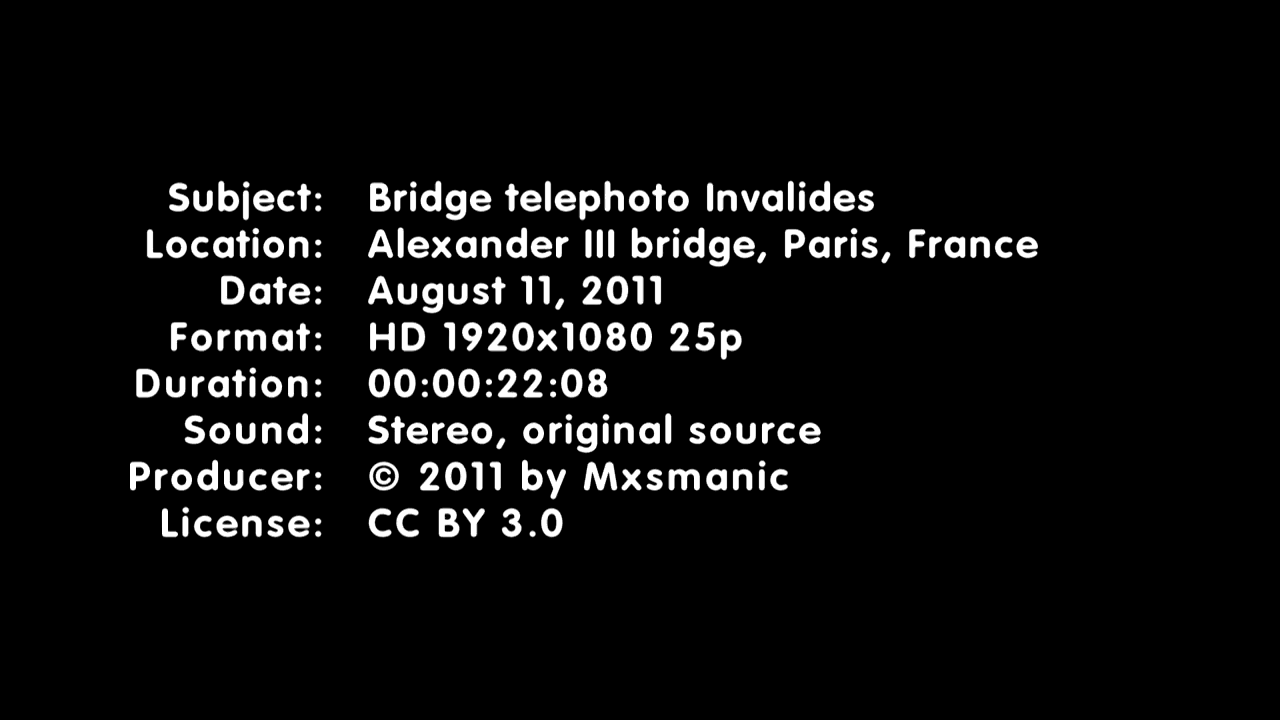 Subject: Bridge telephoto Invalides
Location: Alexander III bridge, Paris, France
Date: August 11, 2011
Format: HD 1920x1080 25p
Duration: 00:00:22:08
Sound: Stereo, original source
Producer: © 2011 by Mxsmanic
License: CC BY 3.0